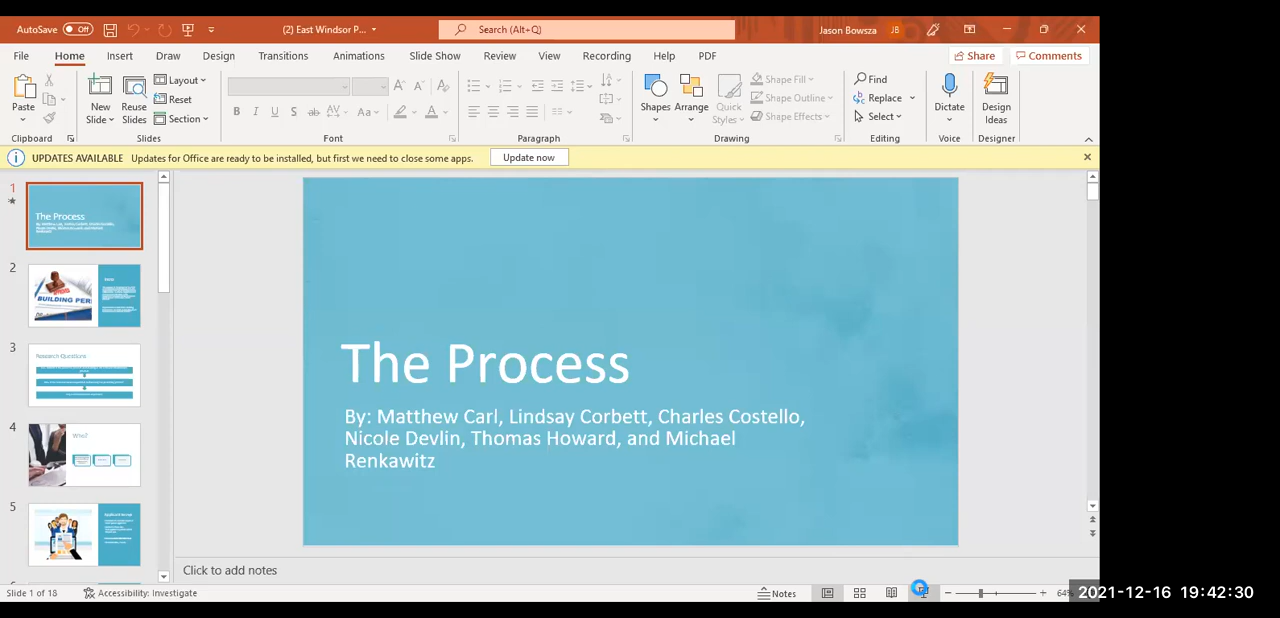 AutoSave Off (2) East Windsor P... Search (Alt+Q) Jason Bowsza JB
File Home Insert Draw Design Transitions Animations Slide Show Review View Recording Help PDF Share Comments
Paste New Slide Reuse Slides Layout Reset Section Shapes Arrange Quick Styles Shape Fill Shape Outline Shape Effects Find Replace Select Dictate Design Ideas
Clipboard Slides Font Paragraph Drawing Editing Voice Designer
UPDATES AVAILABLE Updates for Office are ready to be installed, but first we need to close some apps. Update now
1
The Process
2
BUILDING PER
3
Research Questions
4
Who?
5
The Process
By: Matthew Carl, Lindsay Corbett, Charles Costello,
Nicole Devlin, Thomas Howard, and Michael
Renkawitz
Click to add notes
Slide 1 of 18 Accessibility: Investigate Notes 64%
2021-12-16 19:42:30